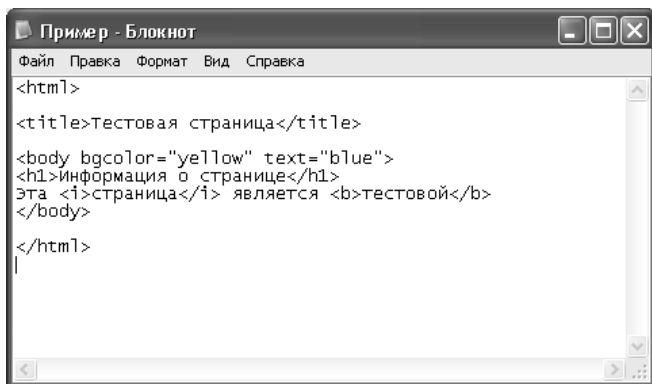 Пример - Блокнот
Файл Правка Формат Вид Справка
<html>
<title>Тестовая страница</title>
<body bgcolor="yellow" text="blue">
<h1>Информация о странице</h1>
Эта <i>страница</i> является <b>тестовой</b>
</body>
</html>